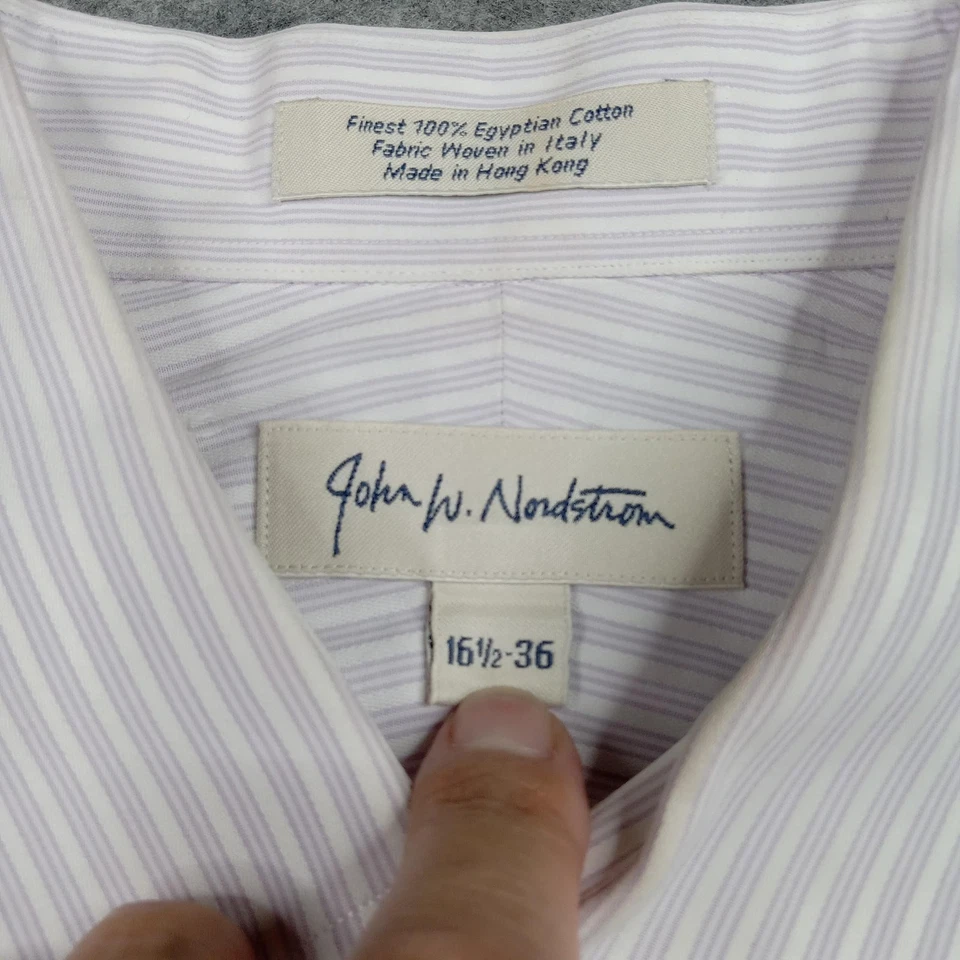 Finest 100% Egyptian Cotton
Fabric Woven in Italy
Made in Hong Kong
John W. Nordstrom
16½-36